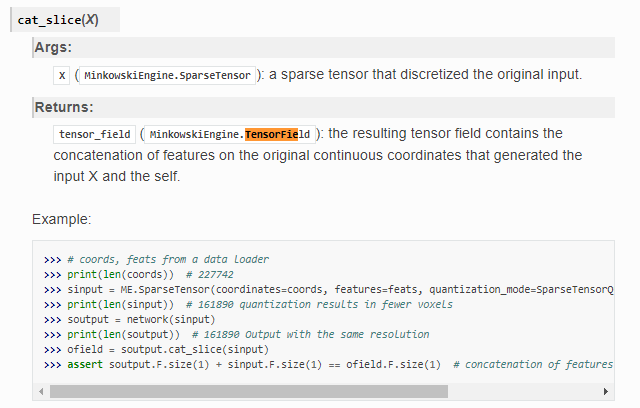 cat_slice(X)
Args:
X (MinkowskiEngine.SparseTensor): a sparse tensor that discretized the original input.
Returns:
tensor_field (MinkowskiEngine.TensorField): the resulting tensor field contains the
concatenation of features on the original continuous coordinates that generated the
input X and the self.
Example:
>>> # coords, feats from a data loader
>>> print(len(coords))  # 227742
>>> sinput = ME.SparseTensor(coordinates=coords, features=feats, quantization_mode=SparseTensorQ
>>> print(len(sinput))  # 161890 quantization results in fewer voxels
>>> soutput = network(sinput)
>>> print(len(soutput))  # 161890 Output with the same resolution
>>> ofield = soutput.cat_slice(sinput)
>>> assert soutput.F.size(1) + sinput.F.size(1) == ofield.F.size(1)  # concatenation of features